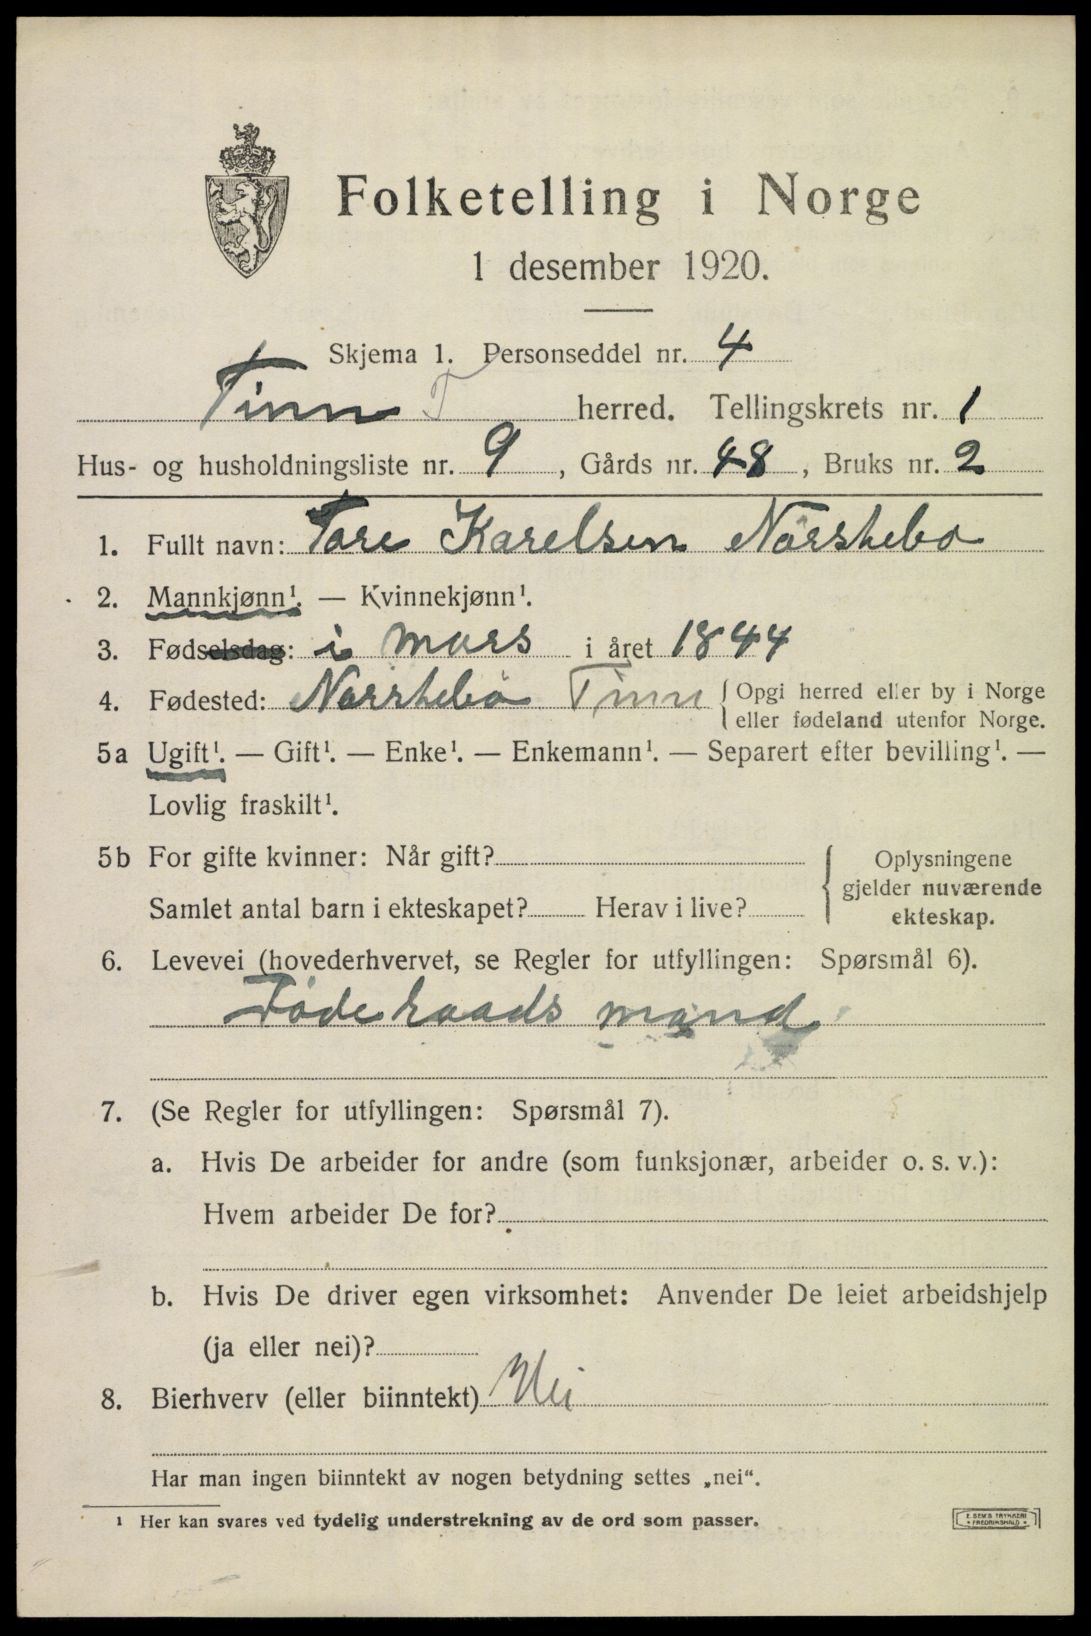 Folketelling i Norge
1 desember 1920.
Skjema 1. Personseddel nr. 4
Tinn T herred. Tellingskrets nr. 1
Hus- og husholdningsliste nr. 9, Gårds nr. 48, Bruks nr. 2
1. Fullt navn: Tore Karelsen Nørstebø
2. Mannkjønn¹. — Kvinnekjønn¹.
3. Fødselsdag: i mars i året 1844
4. Fødested: Nørstebø Tinn { Opgi herred eller by i Norge
eller fødeland utenfor Norge.
5a Ugift¹. — Gift¹. — Enke¹. — Enkemann¹. — Separert efter bevilling¹. —
Lovlig fraskilt¹.
5b For gifte kvinner: Når gift?
Samlet antal barn i ekteskapet? Herav i live?
{ Oplysningene
gjelder nuværende
ekteskap.
6. Levevei (hovederhvervet, se Regler for utfyllingen: Spørsmål 6).
Føderaads mand
7. (Se Regler for utfyllingen: Spørsmål 7).
a. Hvis De arbeider for andre (som funksjonær, arbeider o. s. v.):
Hvem arbeider De for?
b. Hvis De driver egen virksomhet: Anvender De leiet arbeidshjelp
(ja eller nei)?
8. Bierhverv (eller biinntekt) Nei
Har man ingen biinntekt av nogen betydning settes „nei“.
¹ Her kan svares ved tydelig understrekning av de ord som passer.
E. SEM'S TRYKKERI
FREDRIKSHALD